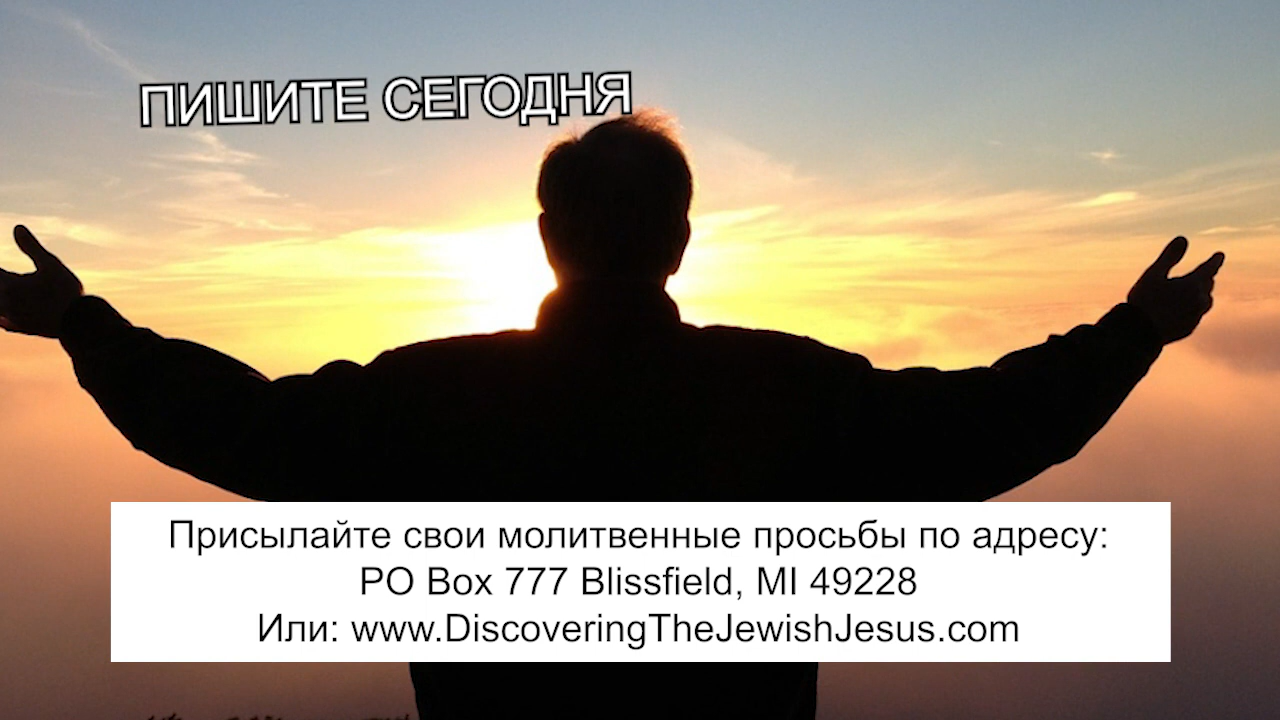 ПИШИТЕ СЕГОДНЯ
Присылайте свои молитвенные просьбы по адресу:
PO Box 777 Blissfield, MI 49228
Или: www.DiscoveringTheJewishJesus.com